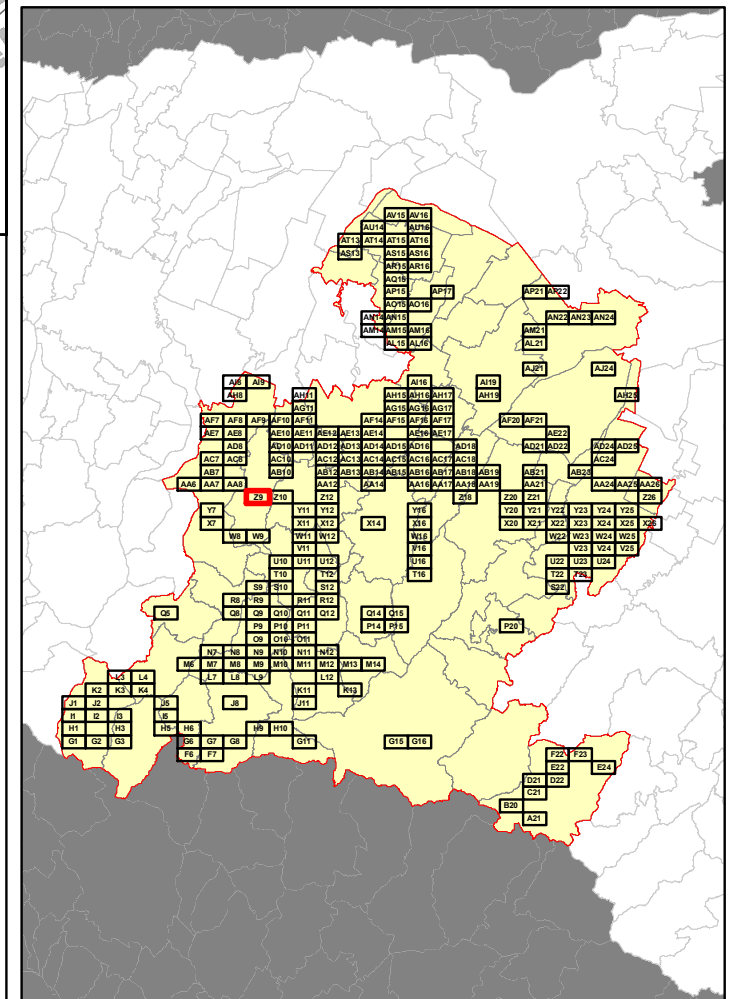 AV15 AV16
AU14 AU16
AT13 AT14 AT15 AT16
AS13 AS15 AS16
AR15 AR16
AQ15
AP15 AP17 AP21 AP22
AO15 AO16
AN14 AN15 AN22 AN23 AN24
AM14 AM15 AM16 AM21
AL15 AL16 AL21
AJ21 AJ24
AI8 AI9 AI16 AI19
AH8 AH11 AH15 AH16 AH17 AH19 AH25
AG11 AG15 AG16 AG17
AF7 AF8 AF9 AF10 AF11 AF14 AF15 AF16 AF17 AF20 AF21
AE7 AE8 AE10 AE11 AE12 AE13 AE14 AE16 AE17 AE22
AD8 AD10 AD11 AD12 AD13 AD14 AD15 AD16 AD18 AD21 AD22 AD24 AD25
AC7 AC8 AC10 AC12 AC13 AC14 AC15 AC16 AC17 AC18 AC24
AB7 AB10 AB12 AB13 AB14 AB15 AB16 AB17 AB18 AB19 AB21 AB23
AA6 AA7 AA8 AA12 AA14 AA16 AA17 AA18 AA19 AA21 AA24 AA25 AA26
Z9 Z10 Z12 Z18 Z20 Z21 Z26
Y7 Y11 Y12 Y16 Y20 Y21 Y22 Y23 Y24 Y25
X7 X11 X12 X14 X16 X20 X21 X22 X23 X24 X25 X26
W8 W9 W11 W12 W16 W22 W23 W24 W25
V11 V16 V23 V24 V25
U10 U11 U12 U16 U22 U23 U24
T10 T12 T16 T22 T23
S9 S10 S12 S22
R8 R9 R11 R12
Q5 Q8 Q9 Q10 Q11 Q12 Q14 Q15
P9 P10 P11 P14 P15 P20
O9 O10 O11
N7 N8 N9 N10 N11 N12
M6 M7 M8 M9 M10 M11 M12 M13 M14
L3 L4 L7 L8 L9 L12
K2 K3 K4 K11 K13
J1 J2 J5 J8 J11
I1 I2 I3 I5
H1 H3 H5 H6 H9 H10
G1 G2 G3 G6 G7 G8 G11 G15 G16
F6 F7 F22 F23
E22 E24
D21 D22
C21
B20
A21